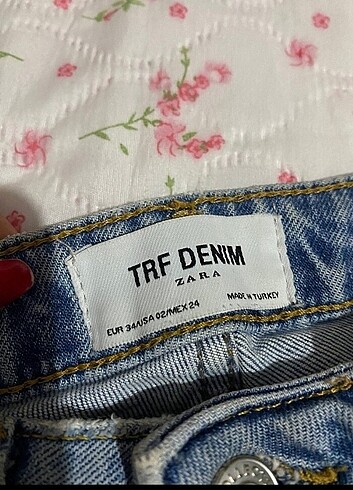 TRF DENIM
ZARA
MADE IN TURKEY
EUR 34/USA 02/MEX 24